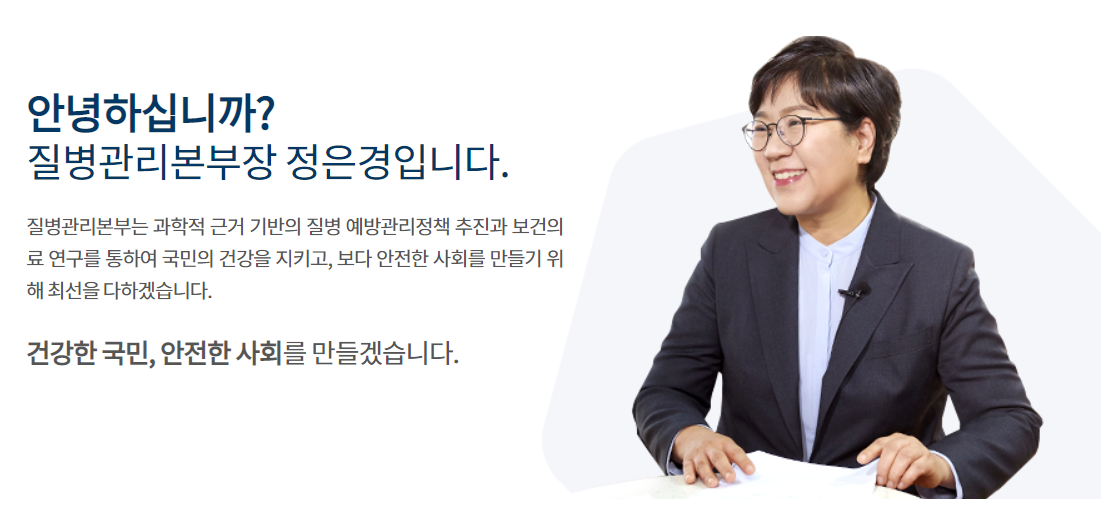 안녕하십니까?
질병관리본부장 정은경입니다.
질병관리본부는 과학적 근거 기반의 질병 예방관리정책 추진과 보건의
료 연구를 통하여 국민의 건강을 지키고, 보다 안전한 사회를 만들기 위
해 최선을 다하겠습니다.
건강한 국민, 안전한 사회를 만들겠습니다.